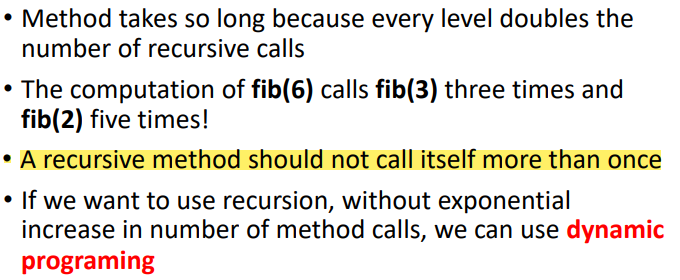 • Method takes so long because every level doubles the
number of recursive calls
• The computation of fib(6) calls fib(3) three times and
fib(2) five times!
• A recursive method should not call itself more than once
• If we want to use recursion, without exponential
increase in number of method calls, we can use dynamic
programing